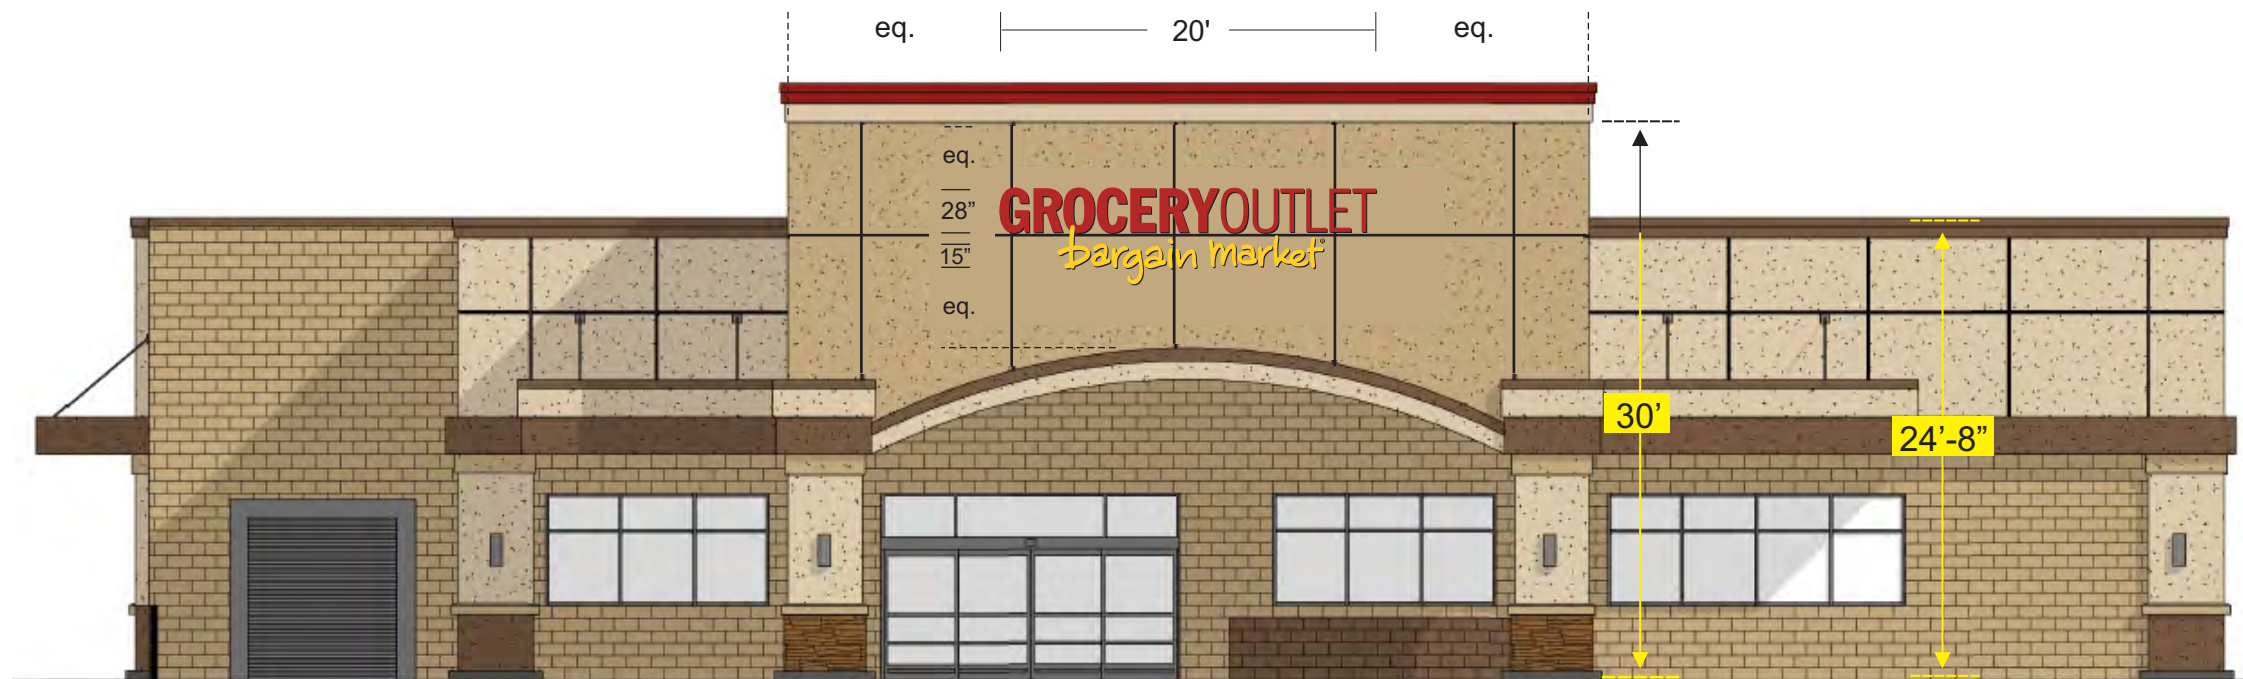 eq. 20' eq.
eq.
28”
GROCERYOUTLET
bargain market®
15”
eq.
30’
24’-8”